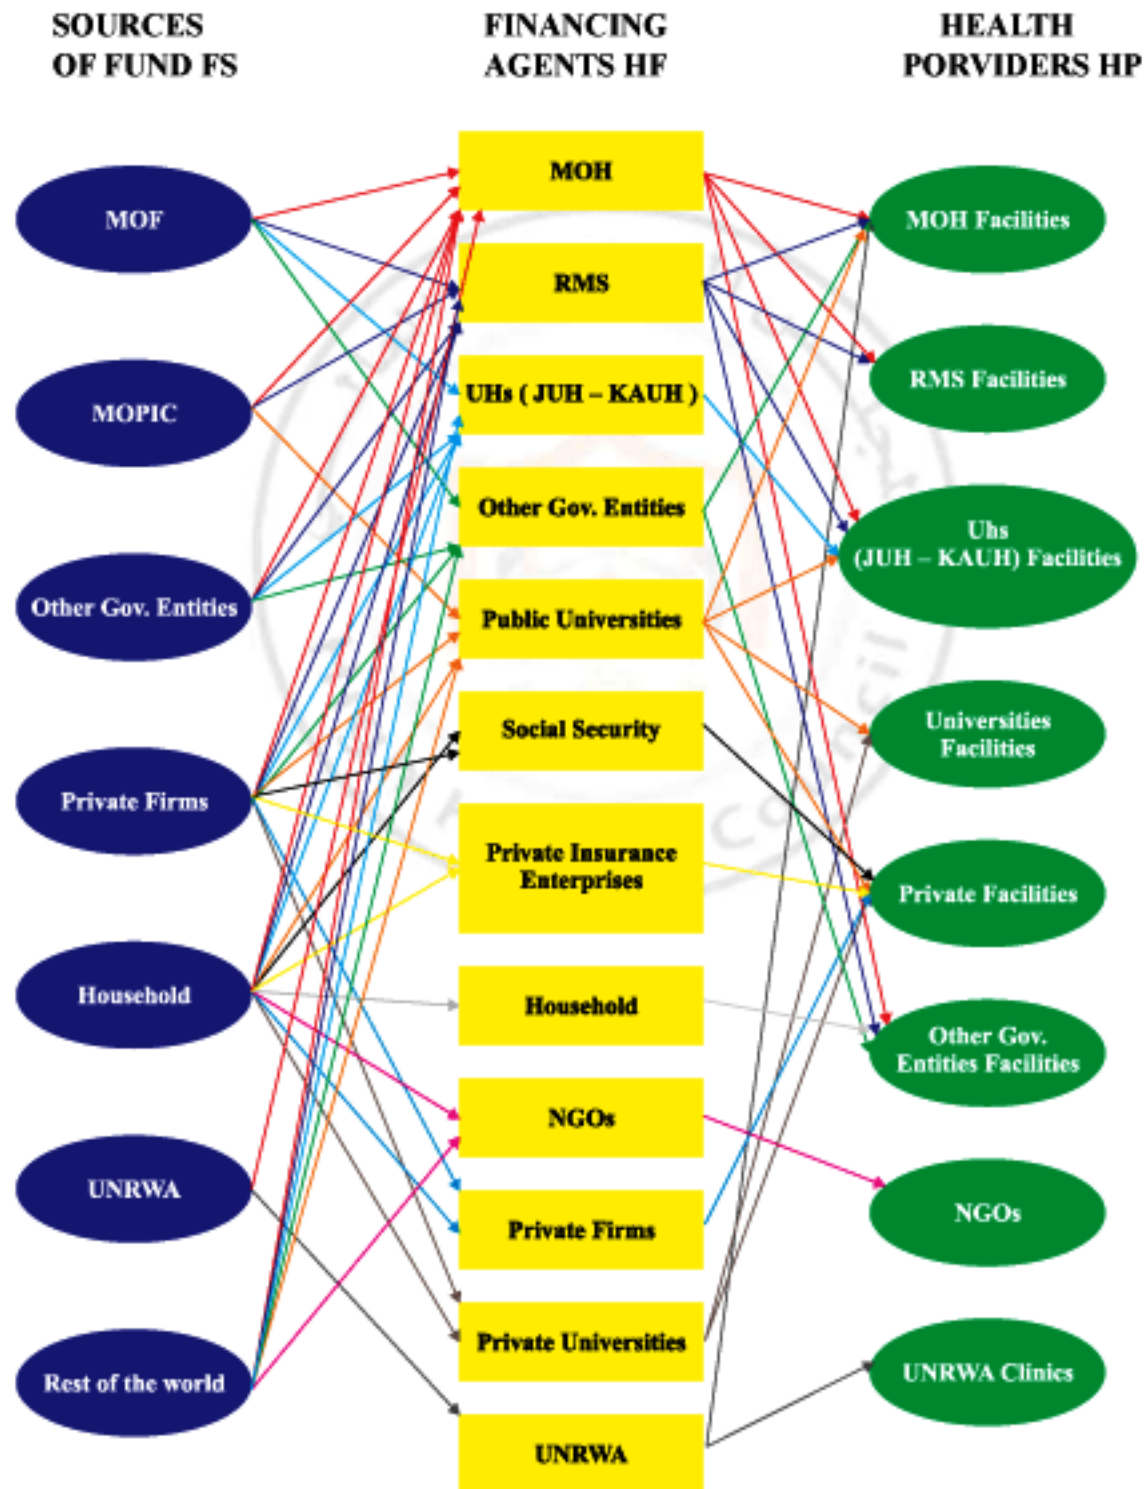 SOURCES
OF FUND FS
FINANCING
AGENTS HF
HEALTH
PORVIDERS HP
MOF
MOPIC
Other Gov. Entities
Private Firms
Household
UNRWA
Rest of the world
MOH
RMS
UHs ( JUH – KAUH )
Other Gov. Entities
Public Universities
Social Security
Private Insurance
Enterprises
Household
NGOs
Private Firms
Private Universities
UNRWA
MOH Facilities
RMS Facilities
Uhs
(JUH – KAUH) Facilities
Universities
Facilities
Private Facilities
Other Gov.
Entities Facilities
NGOs
UNRWA Clinics